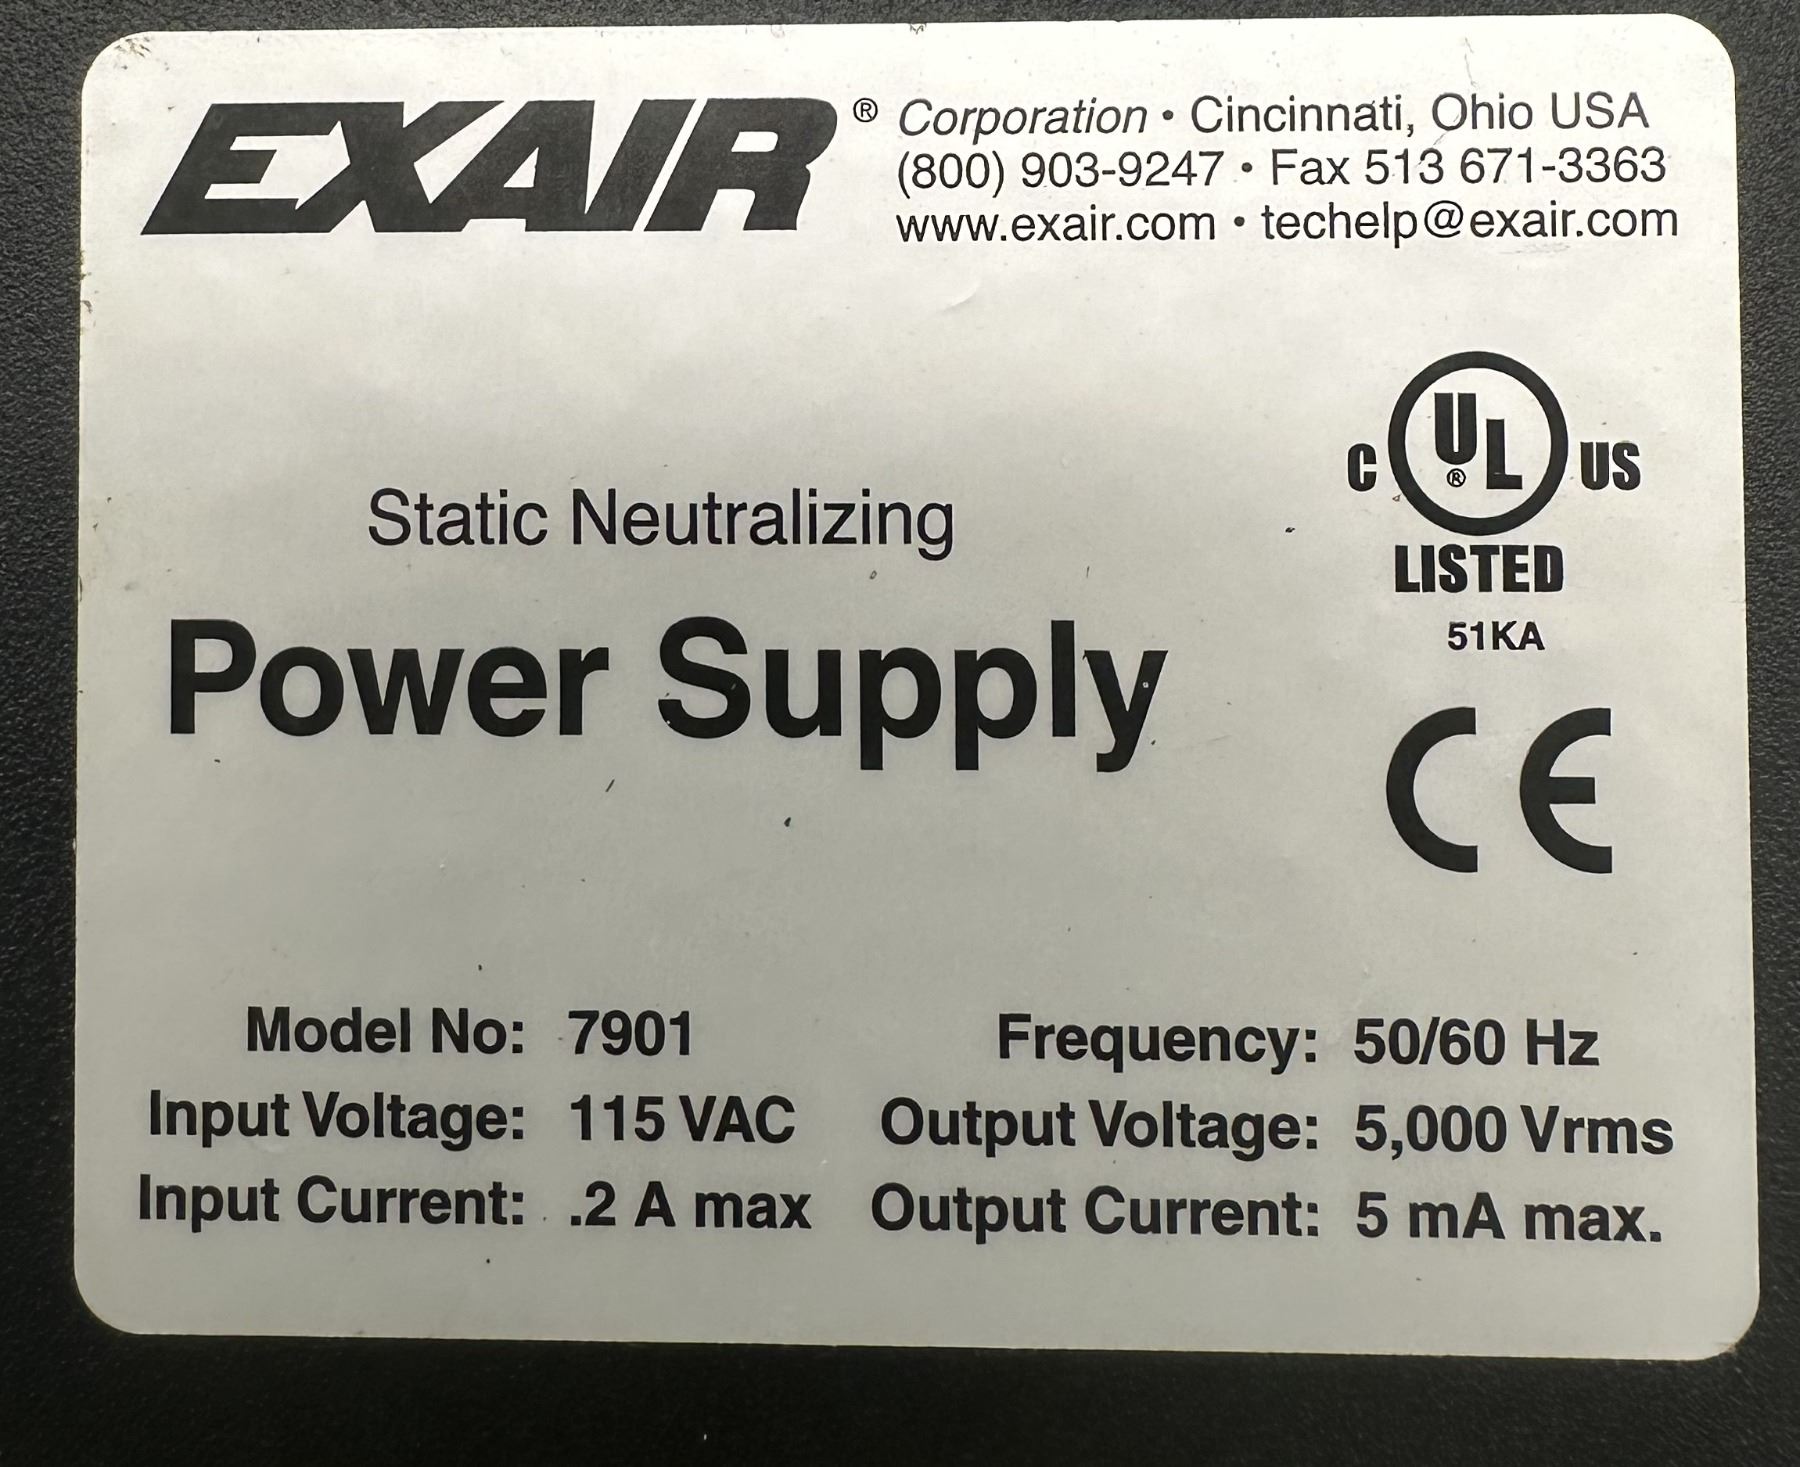 EXAIR® Corporation • Cincinnati, Ohio USA
(800) 903-9247 • Fax 513 671-3363
www.exair.com • techelp@exair.com
C UL® US
LISTED
51KA
Static Neutralizing
Power Supply
CE
Model No: 7901
Frequency: 50/60 Hz
Input Voltage: 115 VAC
Output Voltage: 5,000 Vrms
Input Current: .2 A max
Output Current: 5 mA max.